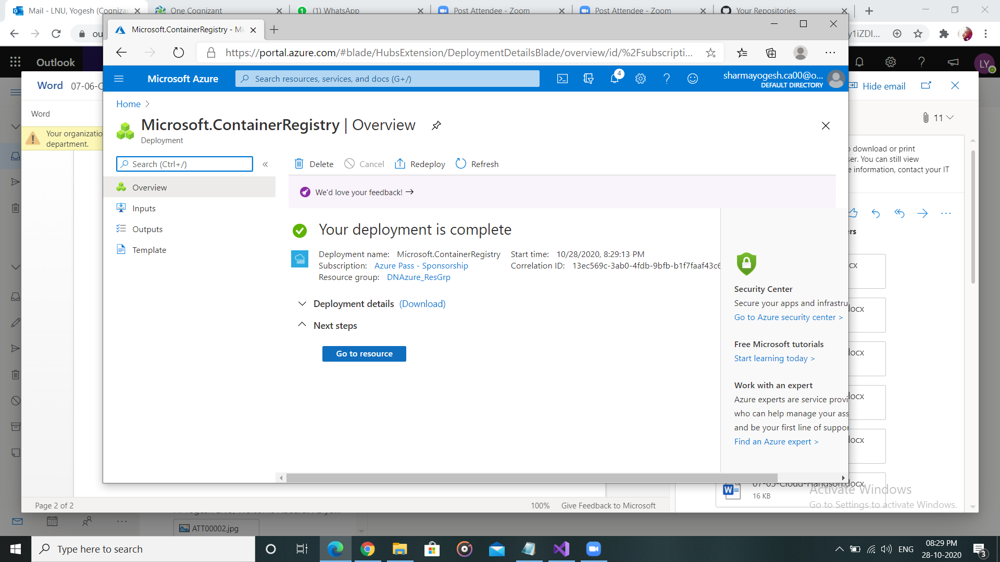 Mail - LNU, Yogesh (Cognizan
One Cognizant
(1) WhatsApp
Post Attendee - Zoom
Post Attendee - Zoom
Your Repositories
Microsoft.ContainerRegistry - Mi
ou
y1iZDI...
https://portal.azure.com/#blade/HubsExtension/DeploymentDetailsBlade/overview/id/%2Fsubscripti...
Outlook
LY
Microsoft Azure
Search resources, services, and docs (G+/)
4
sharmayogesh.ca00@o...
DEFAULT DIRECTORY
Word
07-06-C
Hide email
Word
11
Your organizatio
department.
Home
Microsoft.ContainerRegistry | Overview
Deployment
Search (Ctrl+/)
«
Overview
Inputs
Outputs
Template
Delete
Cancel
Redeploy
Refresh
We'd love your feedback!
Your deployment is complete
Deployment name: Microsoft.ContainerRegistry
Subscription: Azure Pass - Sponsorship
Resource group: DNAzure_ResGrp
Start time: 10/28/2020, 8:29:13 PM
Correlation ID: 13ec569c-3ab0-4fdb-9bfb-b1f7faaf43c6
Deployment details (Download)
Next steps
Go to resource
Security Center
Secure your apps and infrastru
Go to Azure security center >
Free Microsoft tutorials
Start learning today >
Work with an expert
Azure experts are service provi
who can help manage your ass
and be your first line of suppor
Find an Azure expert >
o download or print
ser. You can still view
e information, contact your IT
rs
cx
docx
docx
docx
docx
07-05-Cloud-Handson.docx
16 KB
Activate Windows
Go to Settings to activate Windows.
Page 2 of 2
100%
Give Feedback to Microsoft
ATT00002.jpg
Type here to search
ENG
08:29 PM
28-10-2020
3